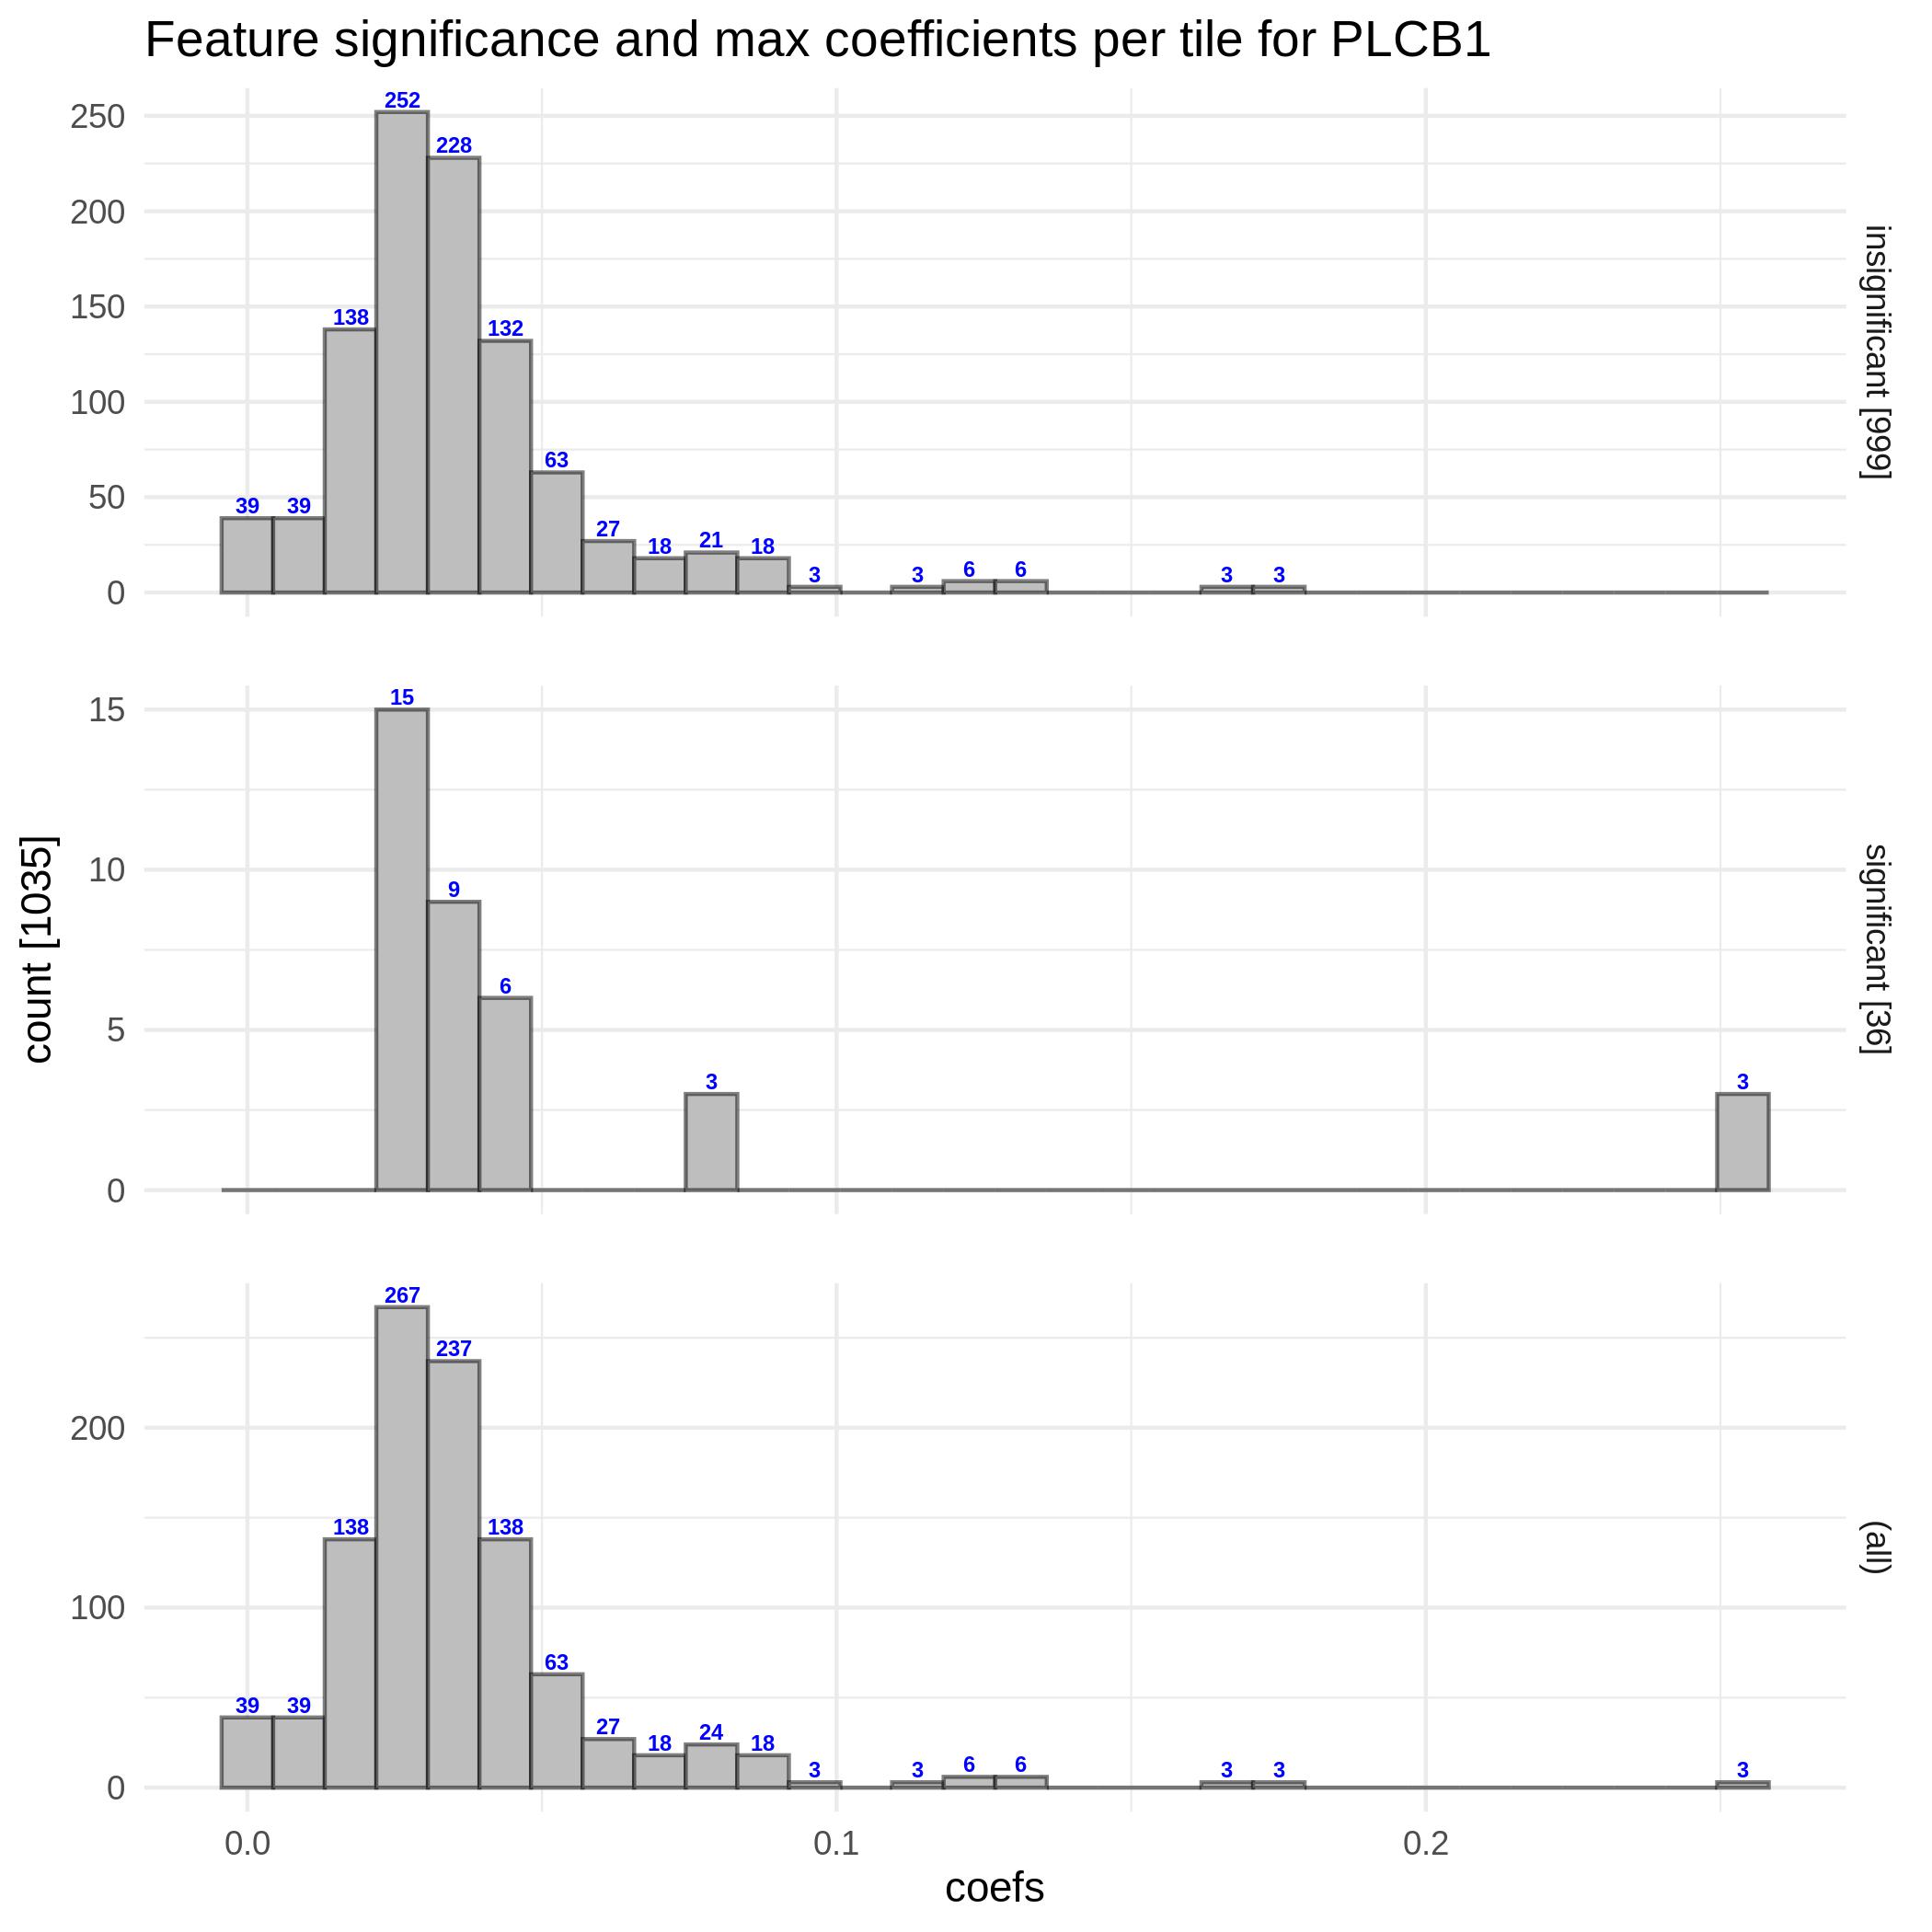 Feature significance and max coefficients per tile for PLCB1
252
250
228
200
150
138
132
100
63
50
39 39
27
18 21 18
3 3 6 6 3 3
0
insignificant [999]
15
15
10
9
6
5
3 3
0
significant [36]
count [1035]
267
237
200
138 138
100
63
39 39
27
18 24 18
3 3 6 6 3 3 3
0
(all)
0.0 0.1 0.2
coefs